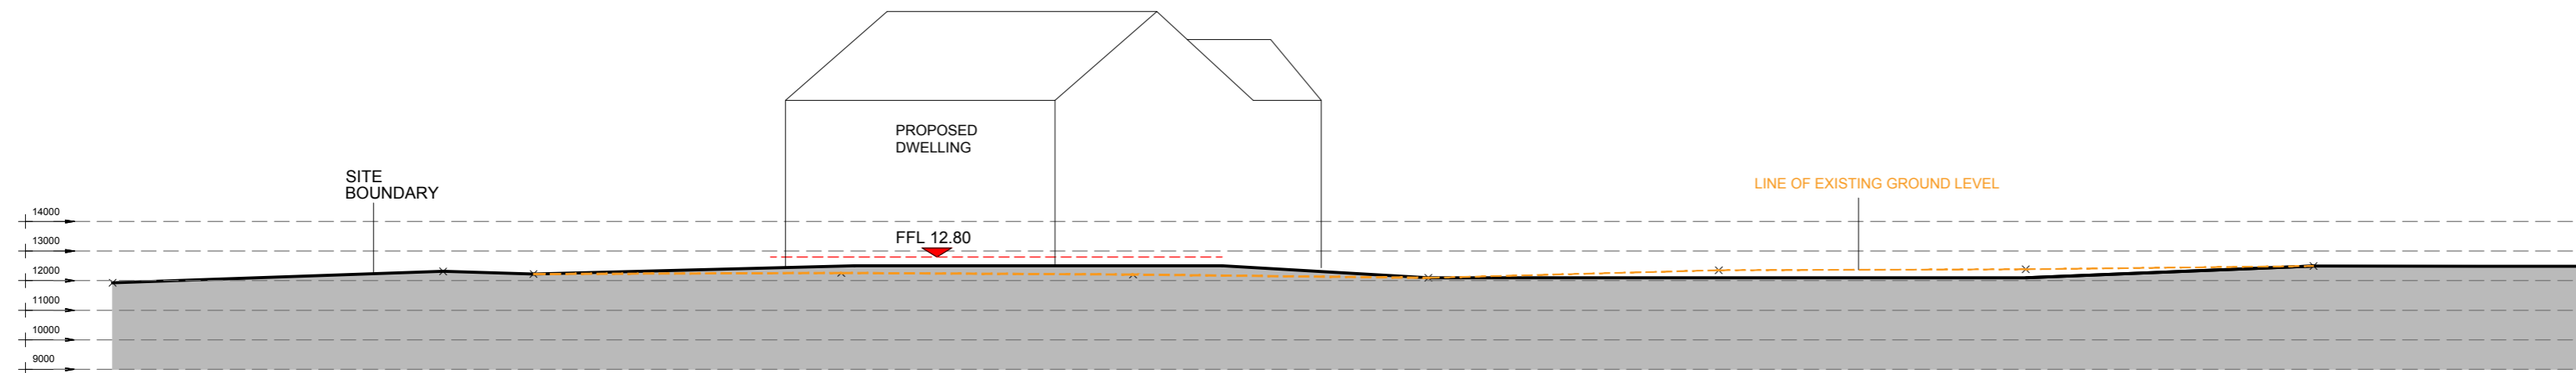 PROPOSED
DWELLING
SITE
BOUNDARY
LINE OF EXISTING GROUND LEVEL
14000
FFL 12.80
13000
12000
11000
10000
9000